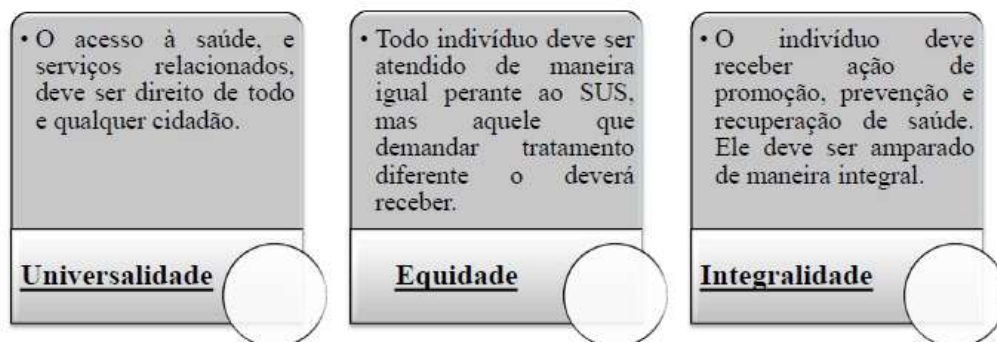 • O acesso à saúde, e
serviços relacionados,
deve ser direito de todo
e qualquer cidadão.
Universalidade
• Todo indivíduo deve ser
atendido de maneira
igual perante ao SUS,
mas aquele que
demandar tratamento
diferente o deverá
receber.
Equidade
• O indivíduo deve
receber ação de
promoção, prevenção e
recuperação de saúde.
Ele deve ser amparado
de maneira integral.
Integralidade